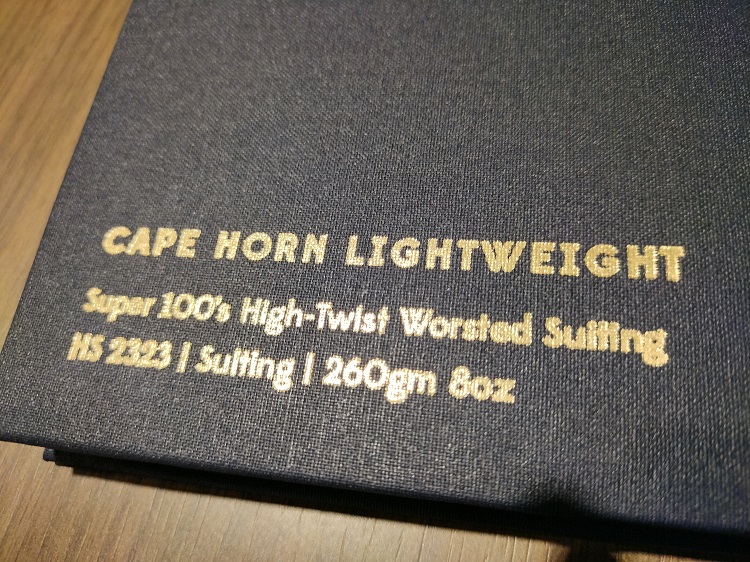 CAPE HORN LIGHTWEIGHT
Super 100's High-Twist Worsted Suiting
HS 2323 | Suiting | 260gm 8oz